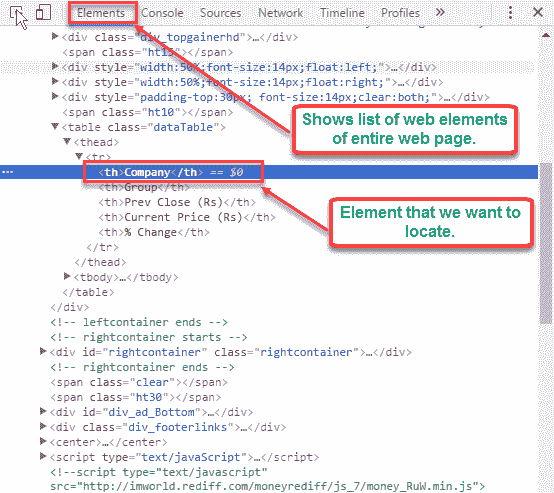 Elements Console Sources Network Timeline Profiles »
▶<div class="div_topgainerhd">…</div>
<span class="ht15"></span>
▶<div style="width:50%;font-size:14px;float:left;">…</div>
▶<div style="width:50%;font-size:14px;float:right;">…</div>
▶<div style="padding-top:30px; font-size:14px;clear:both;">…</div>
<span class="ht10"></span>
▼<table class="dataTable">
Shows list of web elements
of entire web page.
▼<thead>
▼<tr>
… <th>Company</th> == $0
<th>Group</th>
<th>Prev Close (Rs)</th>
<th>Current Price (Rs)</th>
<th>% Change</th>
Element that we want to
locate.
</tr>
</thead>
▶<tbody>…</tbody>
</table>
</div>
<!-- leftcontainer ends -->
<!-- rightcontainer starts -->
▶<div id="rightcontainer" class="rightcontainer">…</div>
<!-- rightcontainer ends -->
<span class="clear"></span>
<span class="ht30"></span>
▶<div id="div_ad_Bottom">…</div>
▶<div class="div_footerlinks">…</div>
▶<center>…</center>
▶<script type="text/javaScript">…</script>
<!--script type="text/javascript"
src="http://imworld.rediff.com/moneyrediff/js_7/money_RuW.min.js">